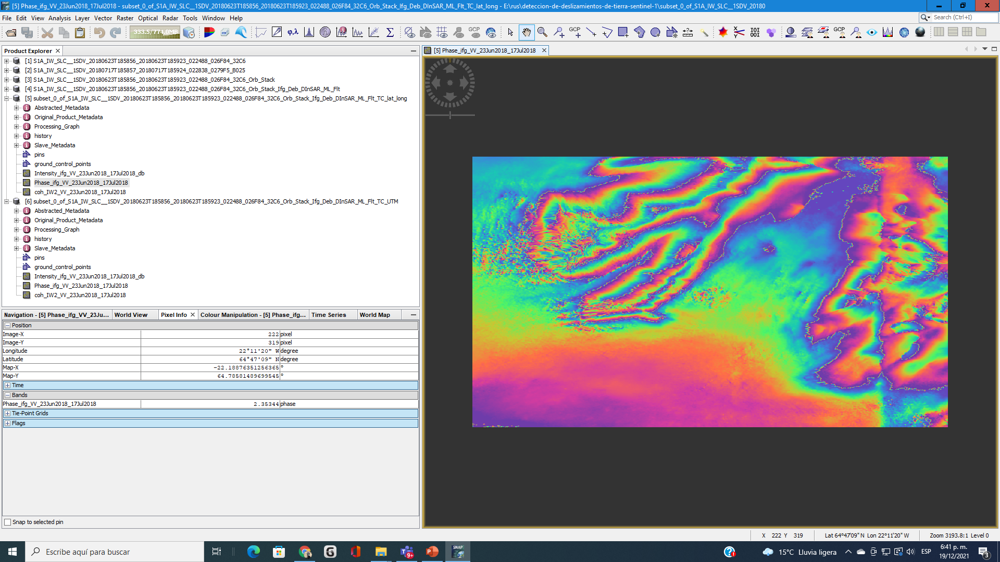 [5] Phase_ifg_VV_23Jun2018_17Jul2018 - subset_0_of_S1A_IW_SLC__1SDV_20180623T185856_20180623T185923_022488_026F84_32C6_Orb_Stack_Ifg_Deb_DInSAR_ML_Flt_TC_lat_long - E:\rus\deteccion-de-deslizamientos-de-tierra-sentinel-1\subset_0_of_S1A_IW_SLC__1SDV_20180
File Edit View Analysis Layer Vector Raster Optical Radar Tools Window Help
Search (Ctrl+I)
333.5/774.0MB
φ,λ
Σ
GCP
GCP
GCP
Product Explorer
[5] Phase_ifg_VV_23Jun2018_17Jul2018
[1] S1A_IW_SLC__1SDV_20180623T185856_20180623T185923_022488_026F84_32C6
[2] S1A_IW_SLC__1SDV_20180717T185857_20180717T185924_022838_0279F5_B025
[3] S1A_IW_SLC__1SDV_20180623T185856_20180623T185923_022488_026F84_32C6_Orb_Stack
[4] S1A_IW_SLC__1SDV_20180623T185856_20180623T185923_022488_026F84_32C6_Orb_Stack_Ifg_Deb_DInSAR_ML_Flt
[5] subset_0_of_S1A_IW_SLC__1SDV_20180623T185856_20180623T185923_022488_026F84_32C6_Orb_Stack_Ifg_Deb_DInSAR_ML_Flt_TC_lat_long
Abstracted_Metadata
Original_Product_Metadata
Processing_Graph
history
Slave_Metadata
pins
ground_control_points
Intensity_ifg_VV_23Jun2018_17Jul2018_db
Phase_ifg_VV_23Jun2018_17Jul2018
coh_IW2_VV_23Jun2018_17Jul2018
[6] subset_0_of_S1A_IW_SLC__1SDV_20180623T185856_20180623T185923_022488_026F84_32C6_Orb_Stack_Ifg_Deb_DInSAR_ML_Flt_TC_UTM
Abstracted_Metadata
Original_Product_Metadata
Processing_Graph
history
Slave_Metadata
pins
ground_control_points
Intensity_ifg_VV_23Jun2018_17Jul2018_db
Phase_ifg_VV_23Jun2018_17Jul2018
coh_IW2_VV_23Jun2018_17Jul2018
Navigation - [5] Phase_ifg_VV_23Ju... World View Pixel Info Colour Manipulation - [5] Phase_ifg... Time Series World Map
Position
Image-X 222 pixel
Image-Y 319 pixel
Longitude 22°11'20" W degree
Latitude 64°47'09" N degree
Map-X -22.18876351256365 °
Map-Y 64.78581489699545 °
Time
Bands
Phase_ifg_VV_23Jun2018_17Jul2018 2.35344 phase
Tie-Point Grids
Flags
Snap to selected pin
X 222 Y 319 Lat 64°47'09" N Lon 22°11'20" W Zoom 3193.8:1 Level 0
Escribe aquí para buscar
9+
SNAP
15°C Lluvia ligera
ESP
6:41 p. m.
19/12/2021
3